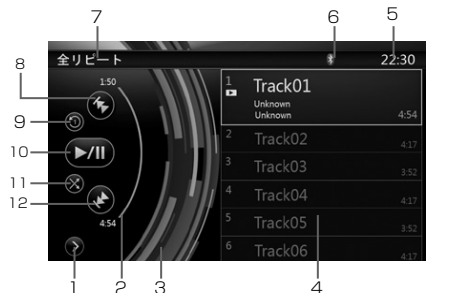 7 6 5
全リピート 22:30
8
1:50
1 Track01
Unknown
Unknown 4:54
9
2 Track02 4:17
10
3 Track03 3:52
11
4 Track04 4:17
12
4:54
5 Track05 3:52
6 Track06 4:17
1 2 3 4